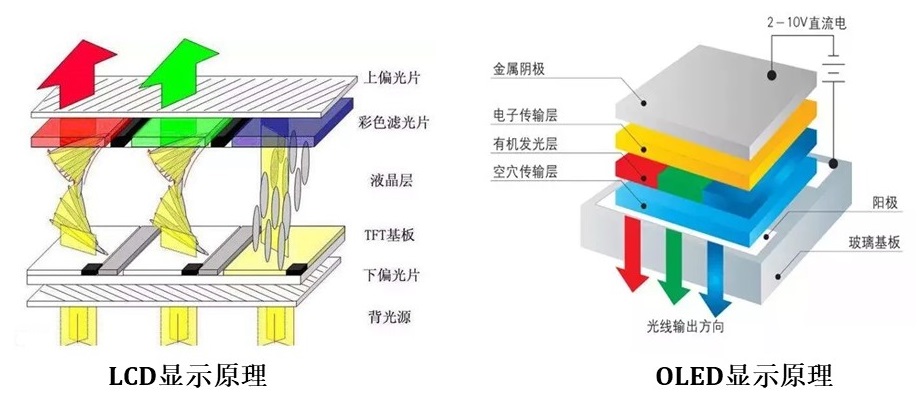 上偏光片
彩色滤光片
液晶层
TFT基板
下偏光片
背光源
LCD显示原理
2-10V直流电
金属阴极
电子传输层
有机发光层
空穴传输层
阳极
玻璃基板
光线输出方向
OLED显示原理